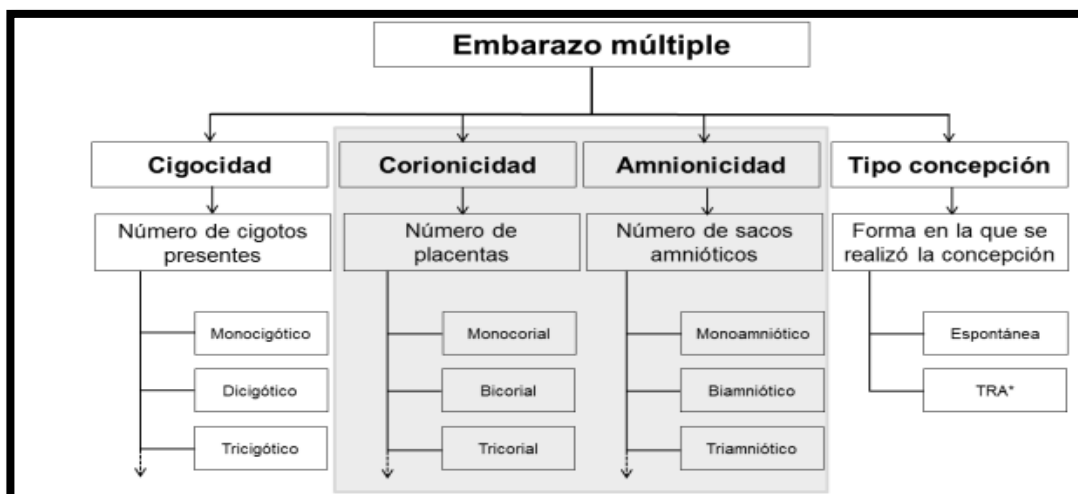 Embarazo múltiple
Cigocidad
Corionicidad
Amnionicidad
Tipo concepción
Número de cigotos
presentes
Número de
placentas
Número de sacos
amnióticos
Forma en la que se
realizó la concepción
Monocigótico
Dicigótico
Tricigótico
Monocorial
Bicorial
Tricorial
Monoamniótico
Biamniótico
Triamniótico
Espontánea
TRA*